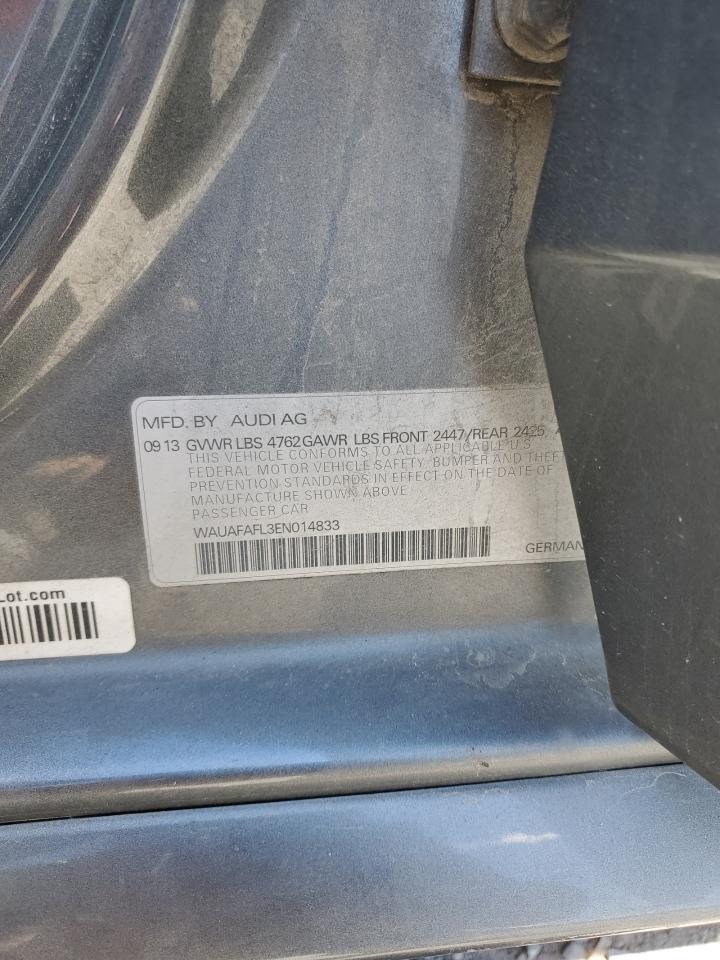 MFD. BY AUDI AG
09 13 GVWR LBS 4762 GAWR LBS FRONT 2447/REAR 2425
THIS VEHICLE CONFORMS TO ALL APPLICABLE U.S.
FEDERAL MOTOR VEHICLE SAFETY, BUMPER AND THEFT
PREVENTION STANDARDS IN EFFECT ON THE DATE OF
MANUFACTURE SHOWN ABOVE
PASSENGER CAR
WAUAFAFL3EN014833
GERMAN
Lot.com